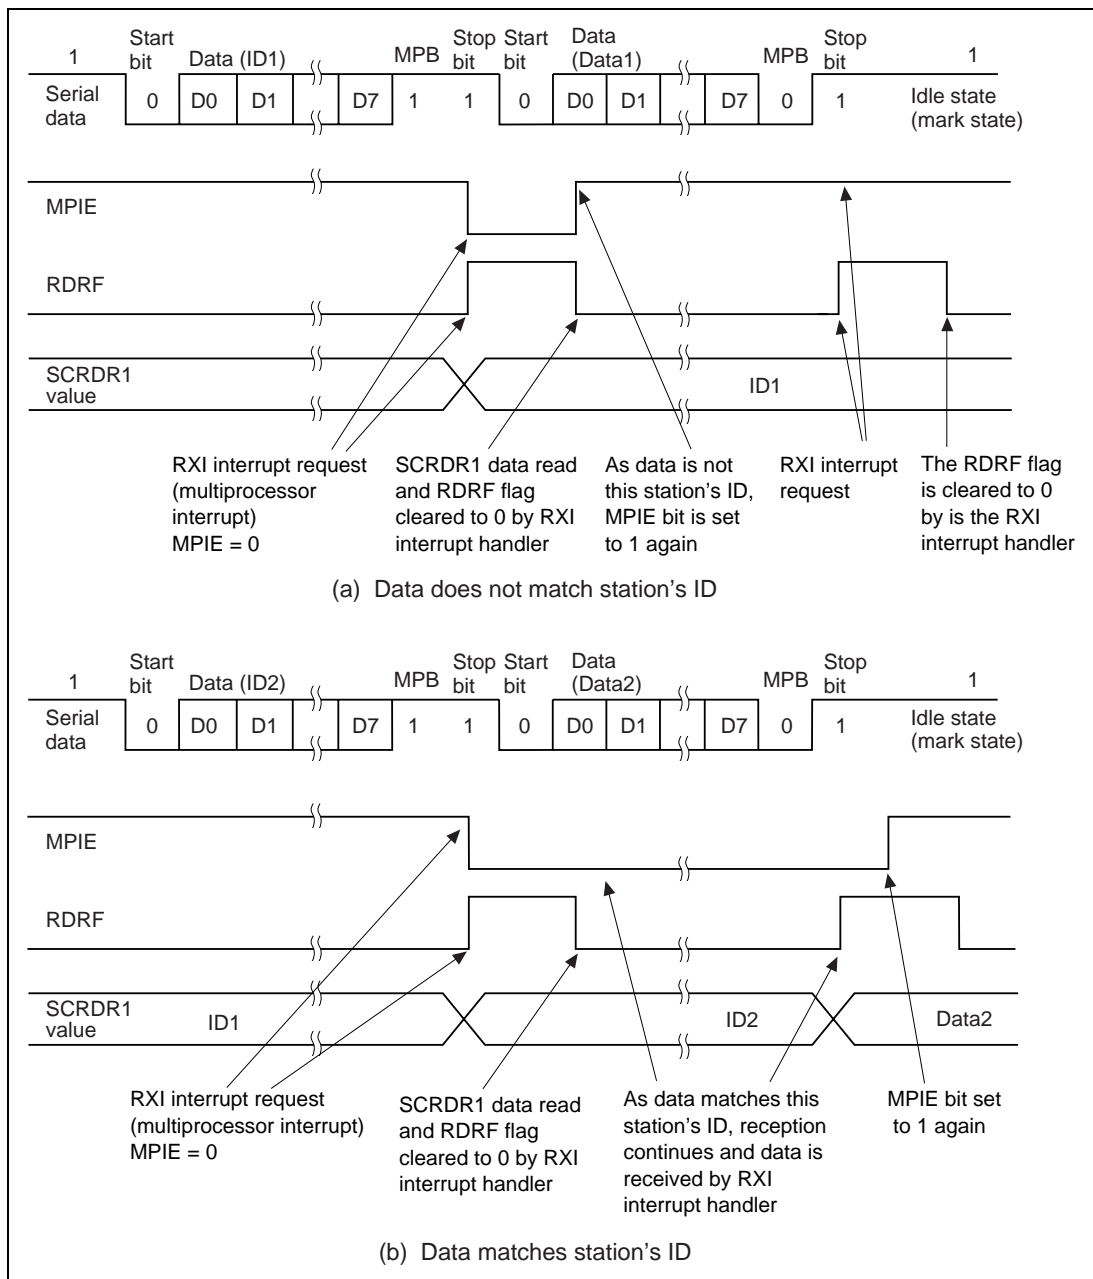 1
Start
bit
Data (ID1)
MPB
Stop
bit
Start
bit
Data
(Data1)
MPB
Stop
bit
1
Serial
data
0
D0
D1
D7
1
1
0
D0
D1
D7
0
1
Idle state
(mark state)
MPIE
RDRF
SCRDR1
value
ID1
RXI interrupt request
(multiprocessor
interrupt)
MPIE = 0
SCRDR1 data read
and RDRF flag
cleared to 0 by RXI
interrupt handler
As data is not
this station's ID,
MPIE bit is set
to 1 again
RXI interrupt
request
The RDRF flag
is cleared to 0
by is the RXI
interrupt handler
(a) Data does not match station's ID
1
Start
bit
Data (ID2)
MPB
Stop
bit
Start
bit
Data
(Data2)
MPB
Stop
bit
1
Serial
data
0
D0
D1
D7
1
1
0
D0
D1
D7
0
1
Idle state
(mark state)
MPIE
RDRF
SCRDR1
value
ID1
ID2
Data2
RXI interrupt request
(multiprocessor interrupt)
MPIE = 0
SCRDR1 data read
and RDRF flag
cleared to 0 by RXI
interrupt handler
As data matches this
station's ID, reception
continues and data is
received by RXI
interrupt handler
MPIE bit set
to 1 again
(b) Data matches station's ID